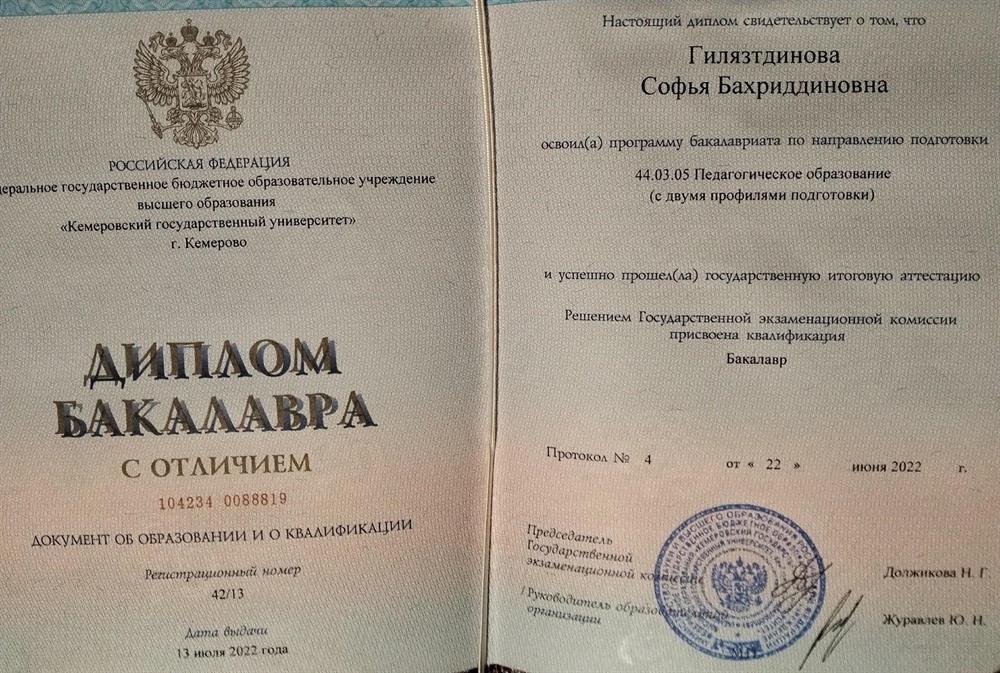 РОССИЙСКАЯ ФЕДЕРАЦИЯ
государственное бюджетное образовательное учреждение
высшего образования
«Кемеровский государственный университет»
г. Кемерово
ДИПЛОМ
БАКАЛАВРА
С ОТЛИЧИЕМ
104234 0088819
ДОКУМЕНТ ОБ ОБРАЗОВАНИИ И О КВАЛИФИКАЦИИ
Регистрационный номер
42/13
Дата выдачи
13 июля 2022 года
Настоящий диплом свидетельствует о том, что
Гилязтдинова
Софья Бахриддиновна
освоил(а) программу бакалавриата по направлению подготовки
44.03.05 Педагогическое образование
(с двумя профилями подготовки)
и успешно прошел(ла) государственную итоговую аттестацию
Решением Государственной экзаменационной комиссии
присвоена квалификация
Бакалавр
Протокол № 4 от « 22 » июня 2022 г.
Председатель
Государственной
экзаменационной комиссии
Должикова Н. Г.
Руководитель образовательной
организации
Журавлев Ю. Н.